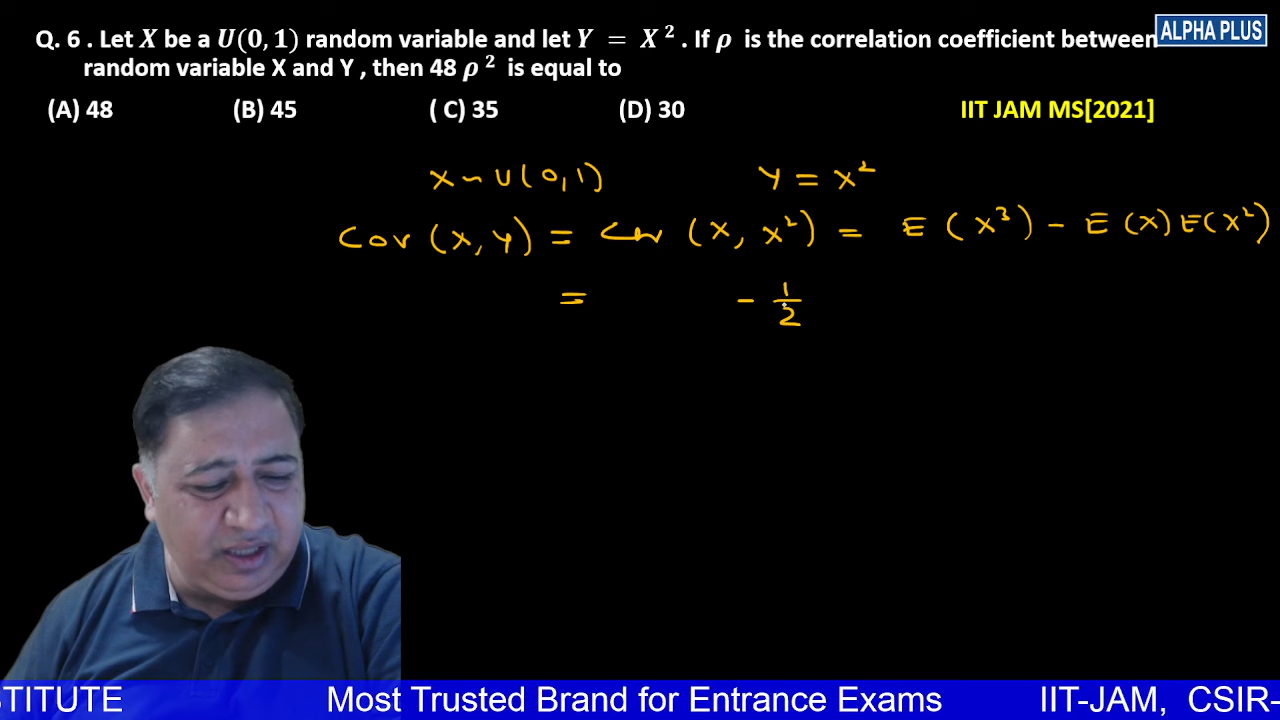 Q. 6 . Let X be a U(0, 1) random variable and let Y = X². If ρ is the correlation coefficient between
ALPHA PLUS
random variable X and Y , then 48 ρ² is equal to
(A) 48 (B) 45 ( C) 35 (D) 30 IIT JAM MS[2021]
X ~ U(0,1) Y = X²
Cov (X, Y) = Cov (X, X²) = E (X³) - E (X) E(X²)
= - 1/2
STITUTE Most Trusted Brand for Entrance Exams IIT-JAM, CSIR-